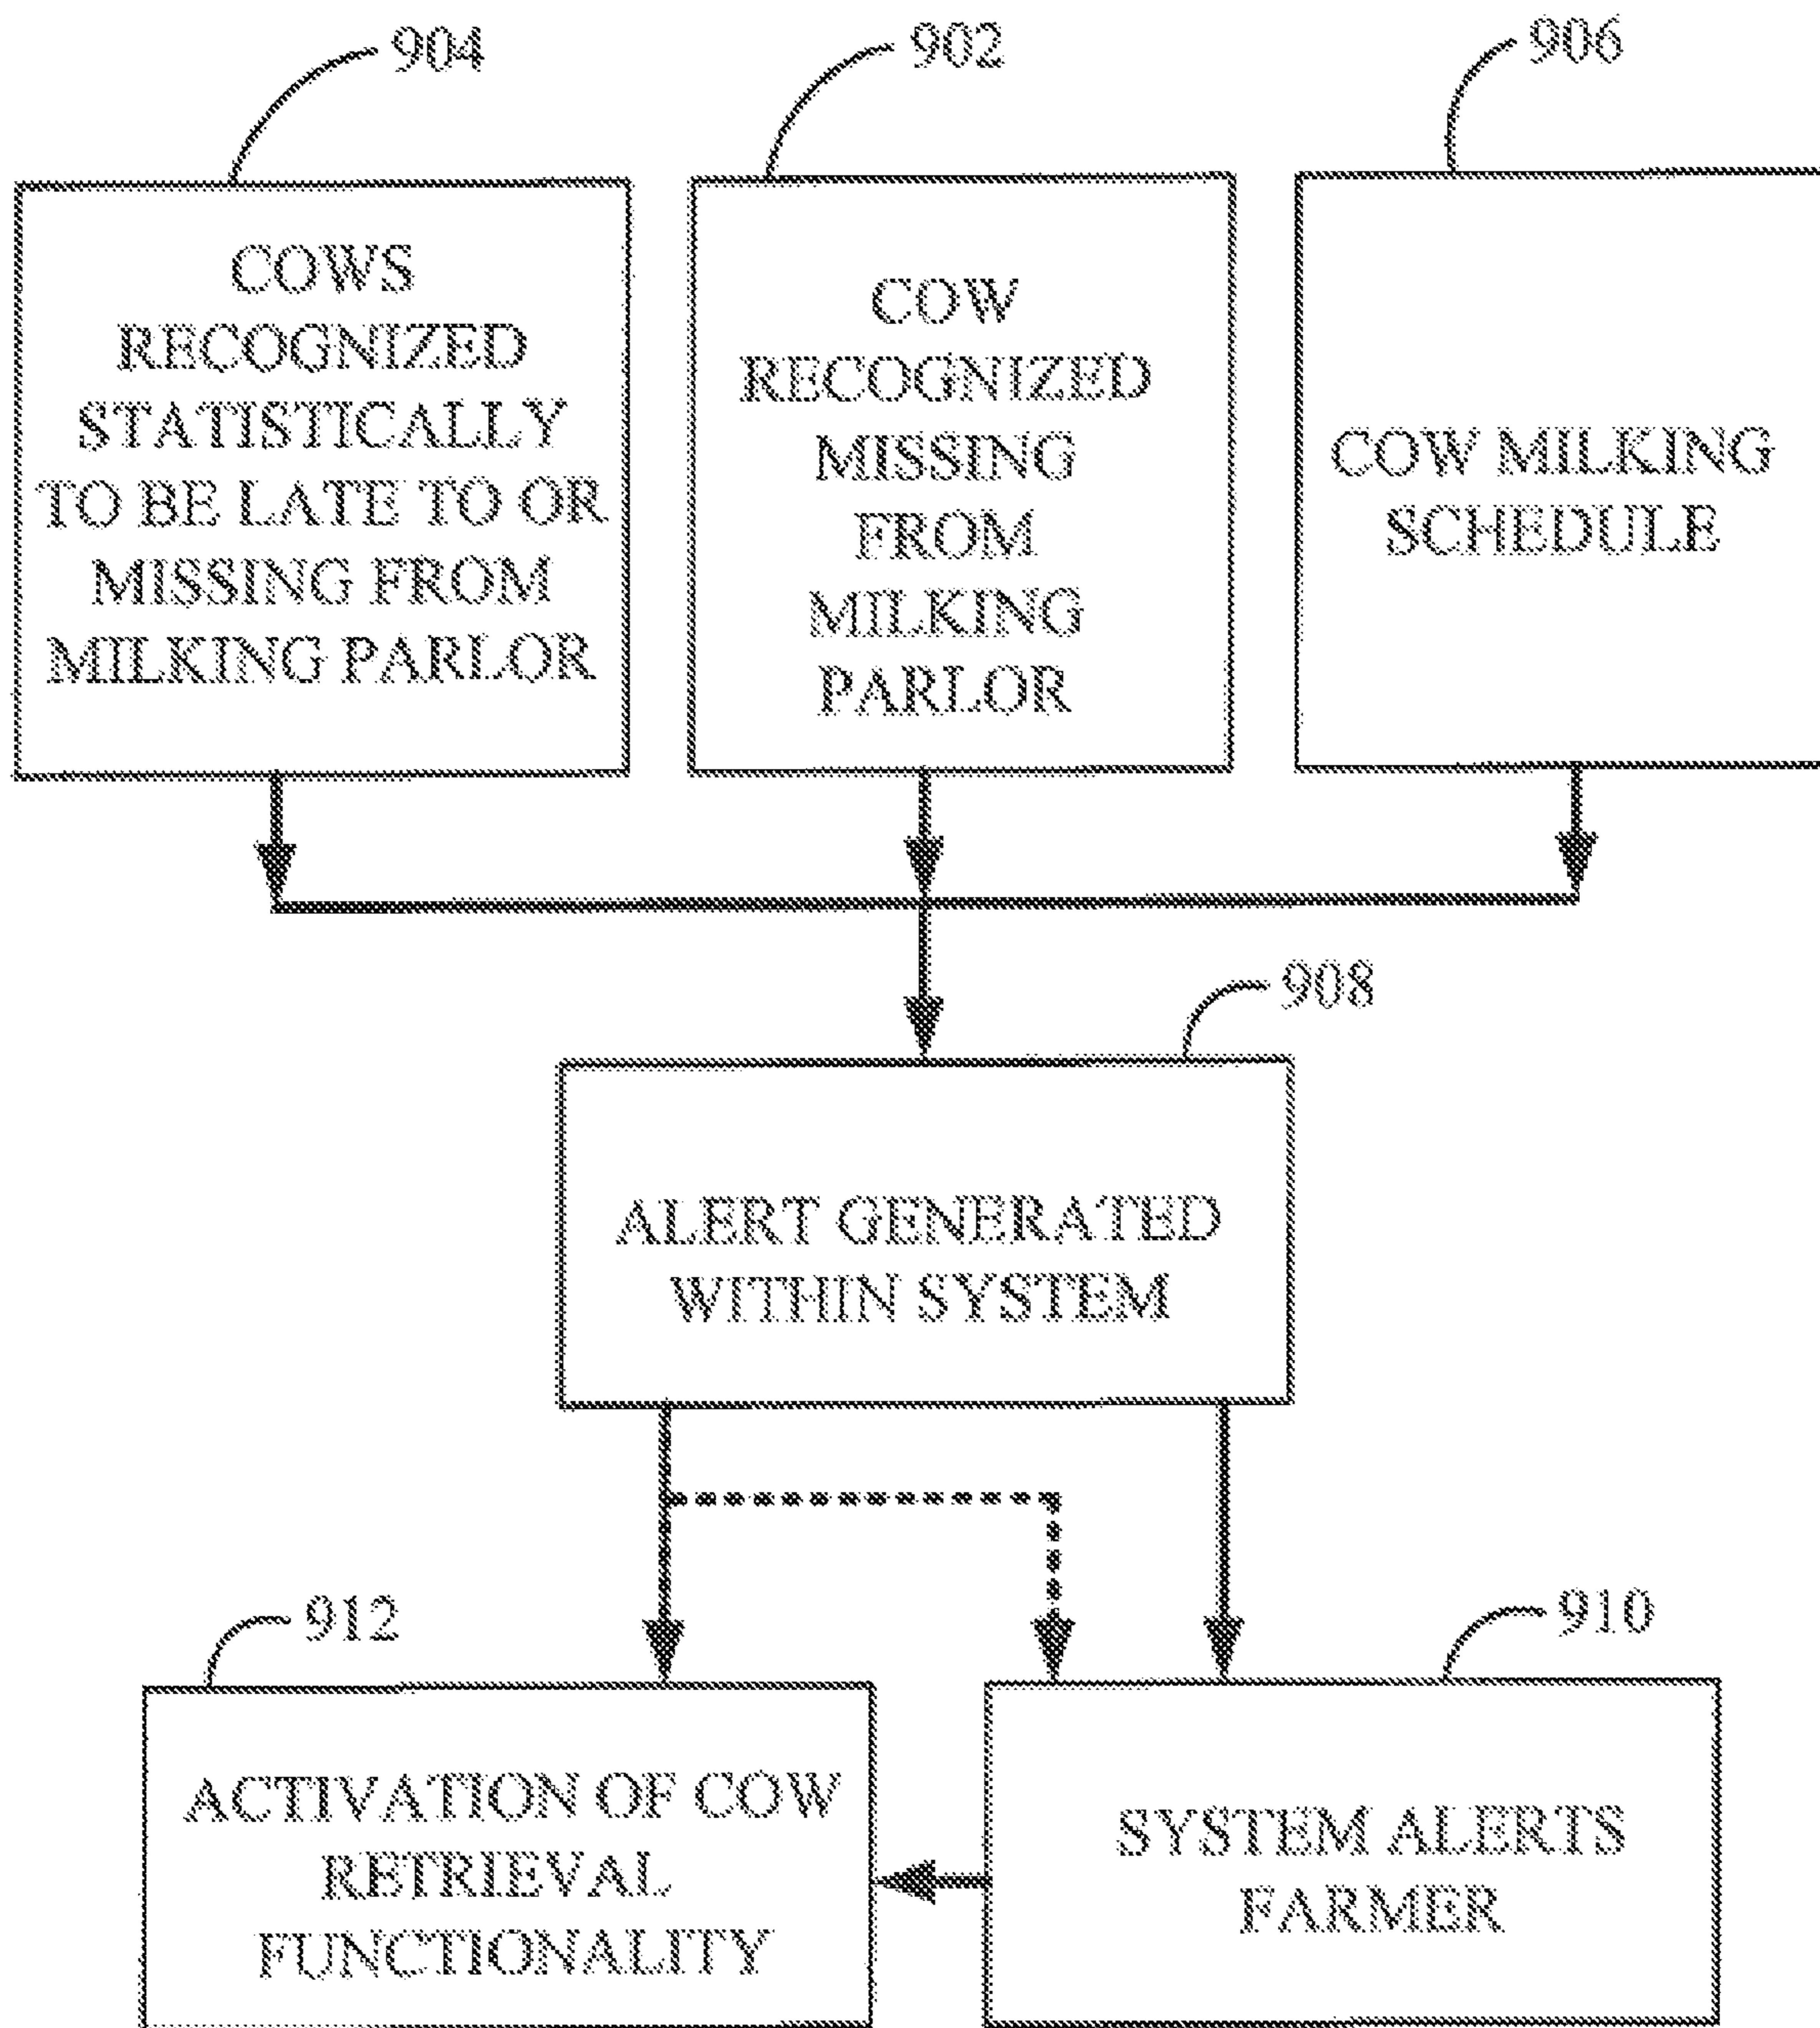 904
COWS
RECOGNIZED
STATISTICALLY
TO BE LATE TO OR
MISSING FROM
MILKING PARLOR
902
COW
RECOGNIZED
MISSING
FROM
MILKING
PARLOR
906
COW MILKING
SCHEDULE
908
ALERT GENERATED
WITHIN SYSTEM
912
ACTIVATION OF COW
RETRIEVAL
FUNCTIONALITY
910
SYSTEM ALERTS
FARMER